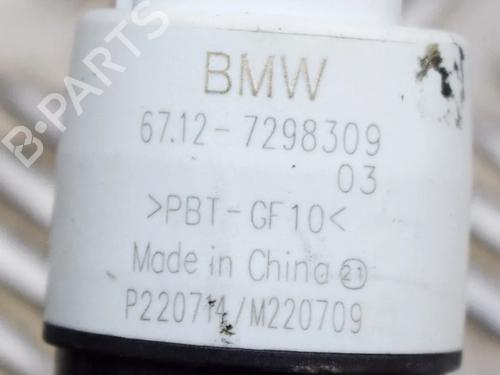 B-PARTS
BMW
67.12-7298309
03
>PBT-GF10<
Made in China 21
P220714/M220709